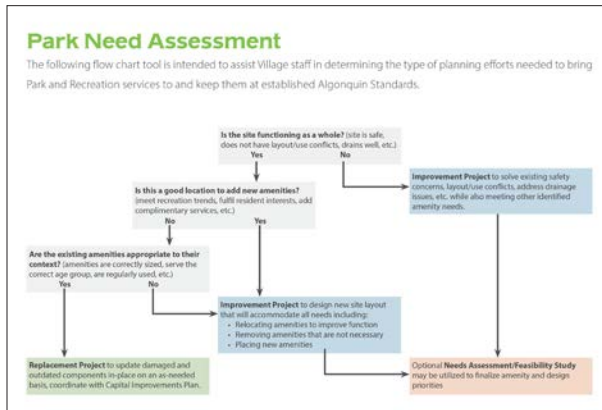 Park Need Assessment
The following flow chart tool is intended to assist Village staff in determining the type of planning efforts needed to bring
Park and Recreation services to and keep them at established Algonquin Standards.
Is the site functioning as a whole? (site is safe,
does not have layout/use conflicts, drains well, etc.)
Yes No
Improvement Project to solve existing safety
concerns, layout/use conflicts, address drainage
issues, etc. while also meeting other identified
amenity needs.
Is this a good location to add new amenities?
(meet recreation trends, fulfil resident interests, add
complimentary services, etc.)
No Yes
Are the existing amenities appropriate to their
context? (amenities are correctly sized, serve the
correct age group, are regularly used, etc.)
Yes No
Improvement Project to design new site layout
that will accommodate all needs including:
• Relocating amenities to improve function
• Removing amenities that are not necessary
• Placing new amenities
Replacement Project to update damaged and
outdated components in-place on an as-needed
basis, coordinate with Capital Improvements Plan.
Optional Needs Assessment/Feasibility Study
may be utilized to finalize amenity and design
priorities